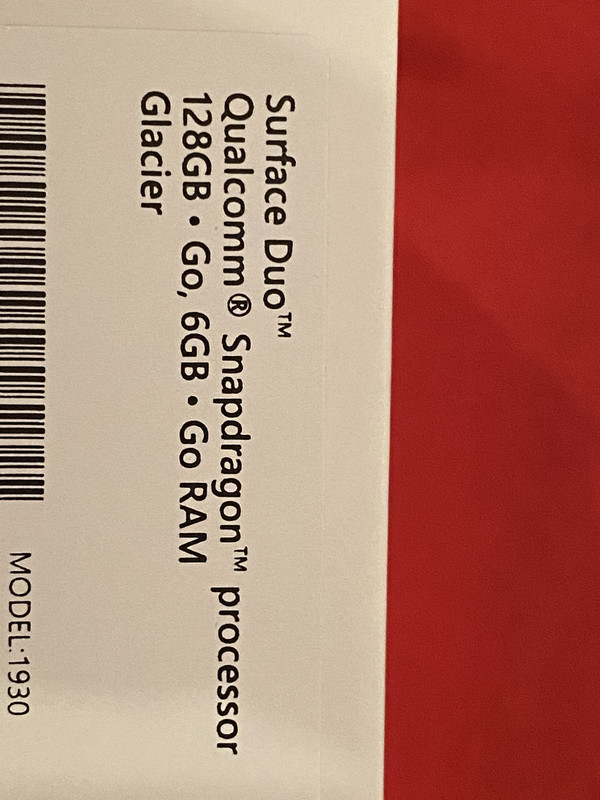 Surface Duo™
Qualcomm® Snapdragon™ processor
128GB • Go, 6GB • Go RAM
Glacier
MODEL:1930